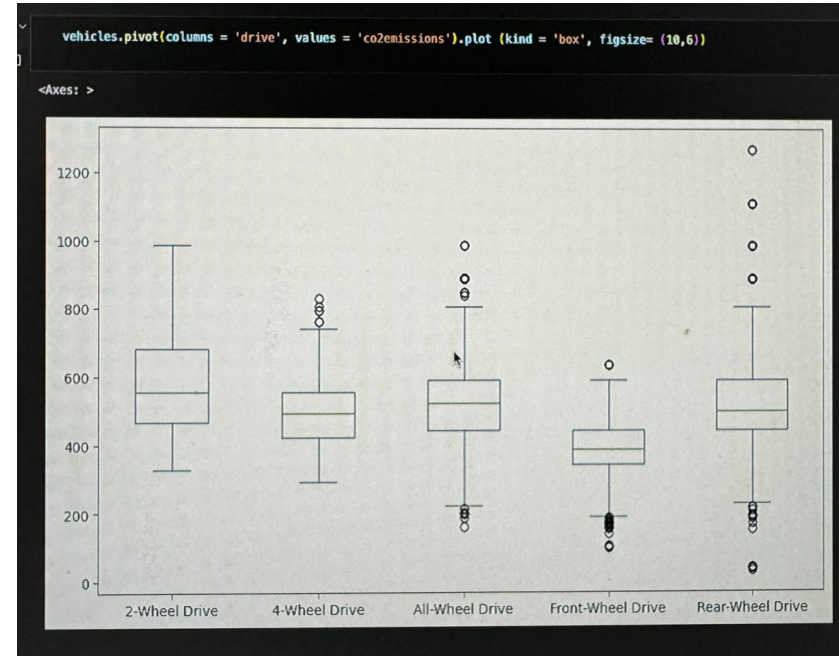 vehicles.pivot(columns = 'drive', values = 'co2emissions').plot (kind = 'box', figsize= (10,6))
<Axes: >
1200
1000
800
600
400
200
0
2-Wheel Drive 4-Wheel Drive All-Wheel Drive Front-Wheel Drive Rear-Wheel Drive